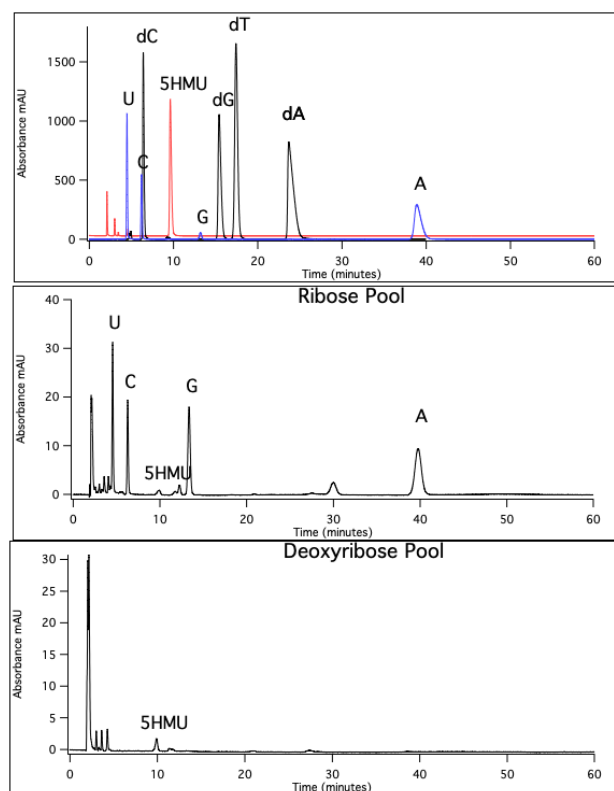 dT
dC
1500
5HMU
U
dG
1000
dA
C
500
A
G
0
Absorbance mAU
0 10 20 30 40 50 60
Time (minutes)
Ribose Pool
40
U
30
C
G
20
A
10
5HMU
0
Absorbance mAU
0 10 20 30 40 50 60
Time (minutes)
Deoxyribose Pool
30
25
20
15
10
5
5HMU
0
Absorbance mAU
0 10 20 30 40 50 60
Time (minutes)